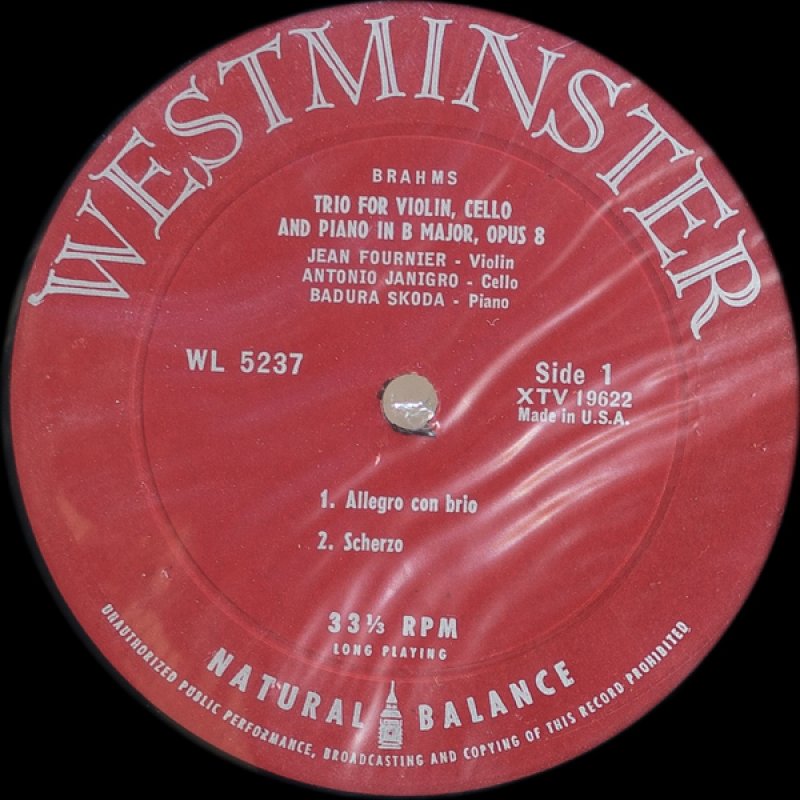 WESTMINSTER
BRAHMS
TRIO FOR VIOLIN, CELLO
AND PIANO IN B MAJOR, OPUS 8
JEAN FOURNIER - Violin
ANTONIO JANIGRO - Cello
BADURA SKODA - Piano
WL 5237
Side 1
XTV 19622
Made in U.S.A.
1. Allegro con brio
2. Scherzo
33⅓ RPM
LONG PLAYING
NATURAL BALANCE
UNAUTHORIZED PUBLIC PERFORMANCE, BROADCASTING AND COPYING OF THIS RECORD PROHIBITED